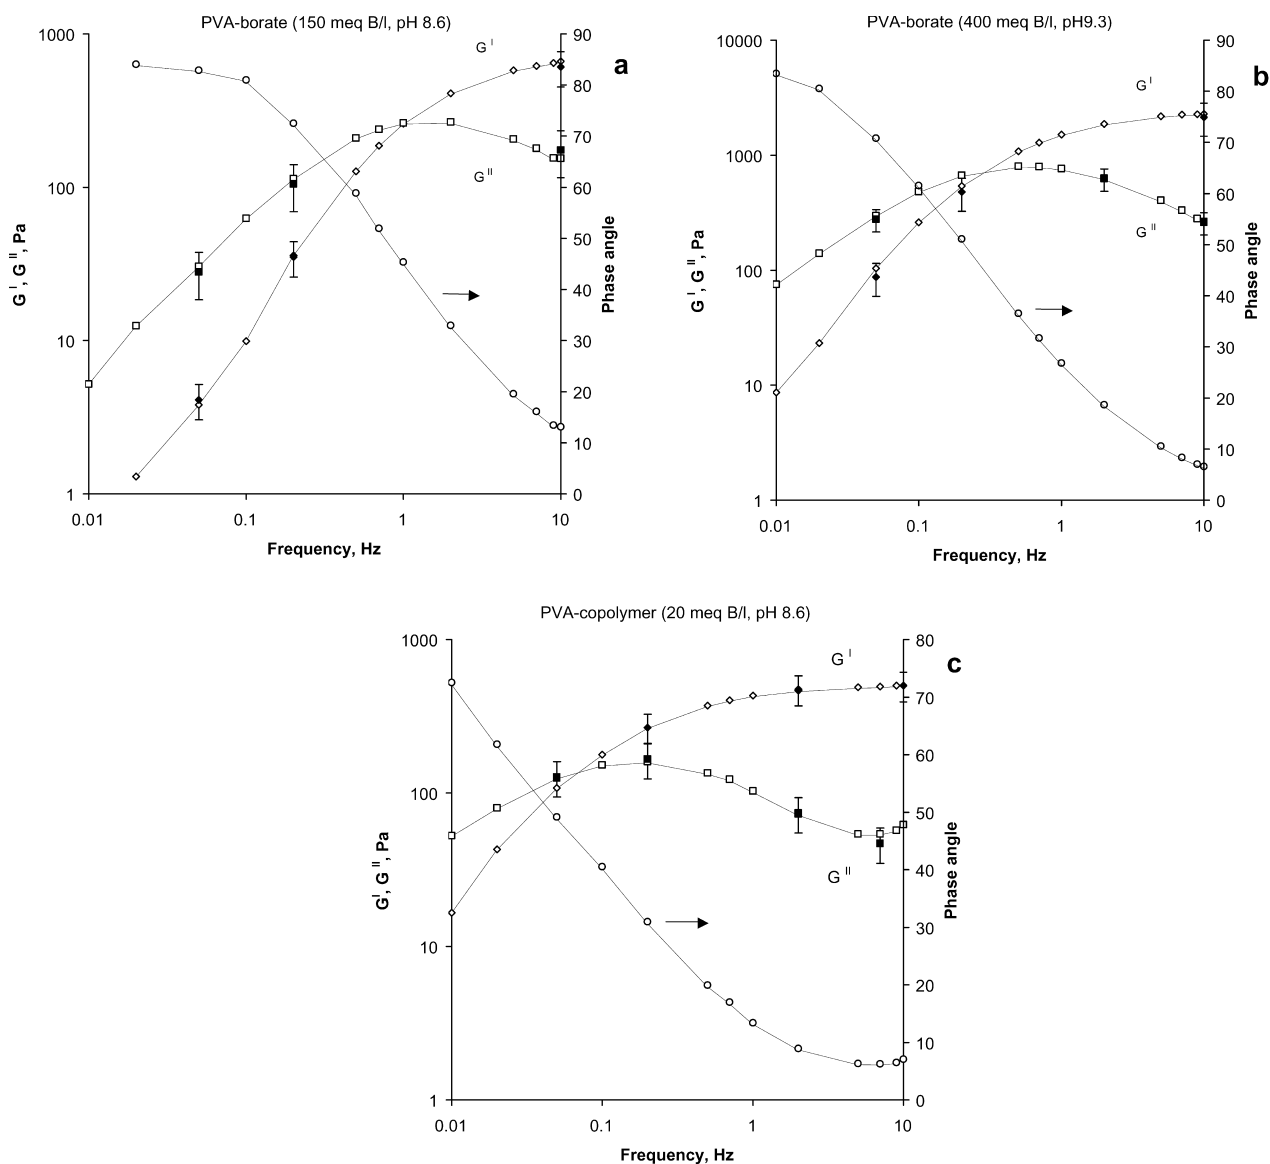 PVA-borate (150 meq B/l, pH 8.6)
a
G I
G II
1000
100
10
1
90
80
70
60
50
40
30
20
10
0
0.01 0.1 1 10
G I, G II, Pa
Phase angle
Frequency, Hz
PVA-borate (400 meq B/l, pH9.3)
b
G I
G II
10000
1000
100
10
1
90
80
70
60
50
40
30
20
10
0
0.01 0.1 1 10
G I, G II, Pa
Phase angle
Frequency, Hz
PVA-copolymer (20 meq B/l, pH 8.6)
c
G I
G II
1000
100
10
1
80
70
60
50
40
30
20
10
0
0.01 0.1 1 10
G I, G II, Pa
Phase angle
Frequency, Hz